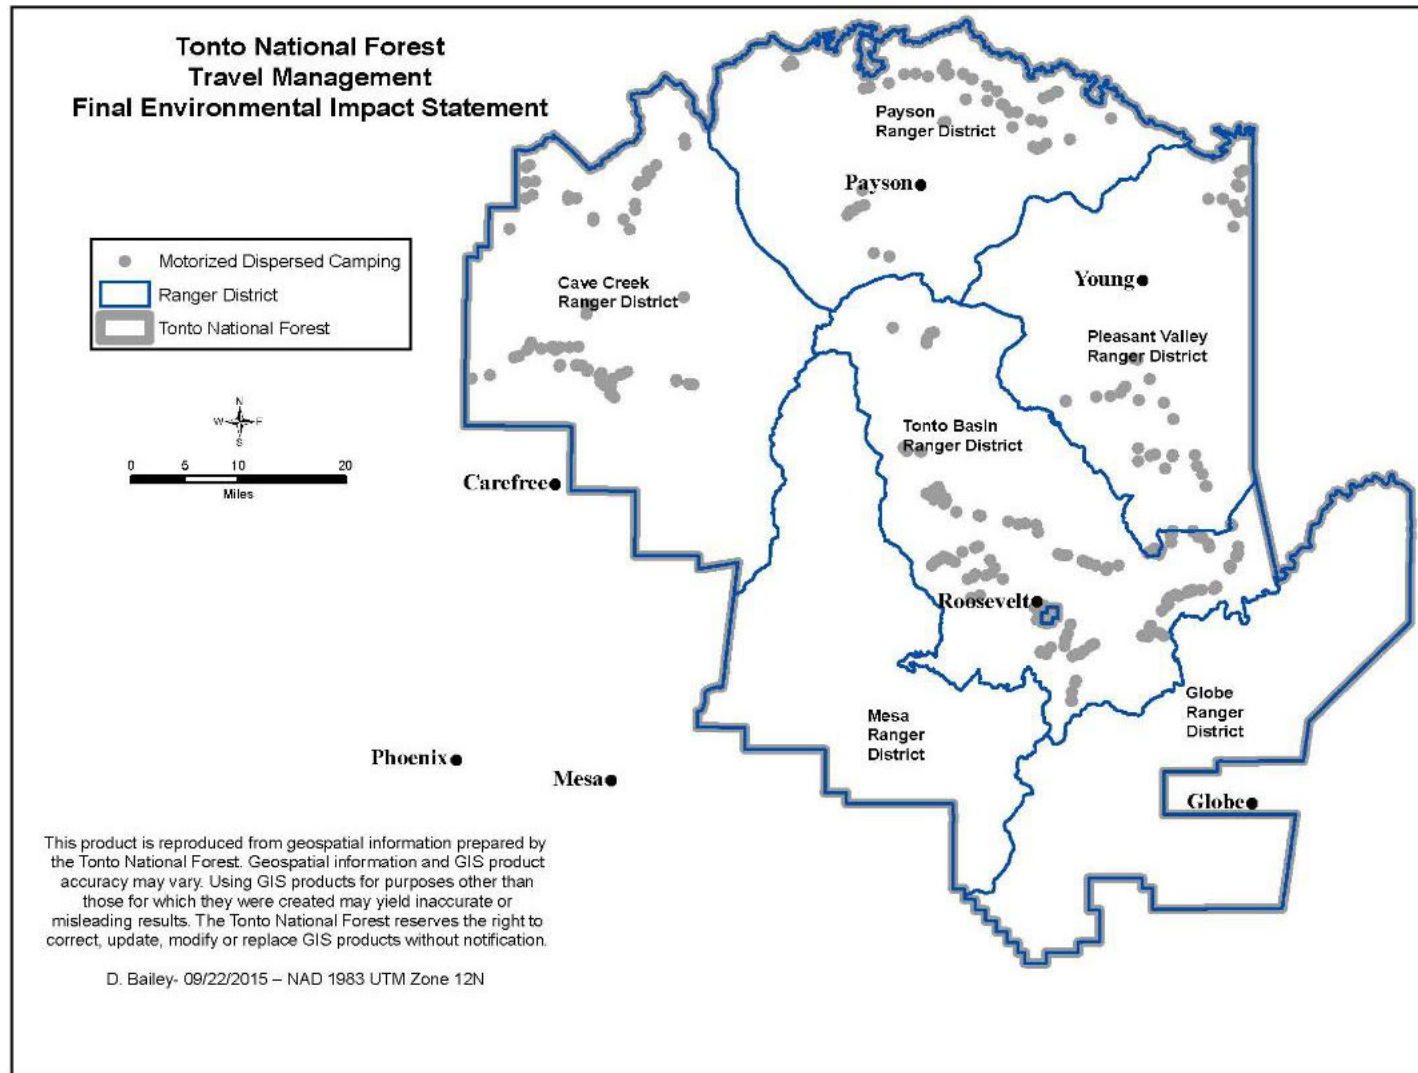 Tonto National Forest
Travel Management
Final Environmental Impact Statement
Payson
Ranger District
Payson
Motorized Dispersed Camping
Ranger District
Tonto National Forest
Cave Creek
Ranger District
Young
Pleasant Valley
Ranger District
N
W
E
S
0 5 10 20
Miles
Tonto Basin
Ranger District
Carefree
Roosevelt
Globe
Ranger
District
Mesa
Ranger
District
Phoenix
Mesa
Globe
This product is reproduced from geospatial information prepared by
the Tonto National Forest. Geospatial information and GIS product
accuracy may vary. Using GIS products for purposes other than
those for which they were created may yield inaccurate or
misleading results. The Tonto National Forest reserves the right to
correct, update, modify or replace GIS products without notification.
D. Bailey- 09/22/2015 – NAD 1983 UTM Zone 12N